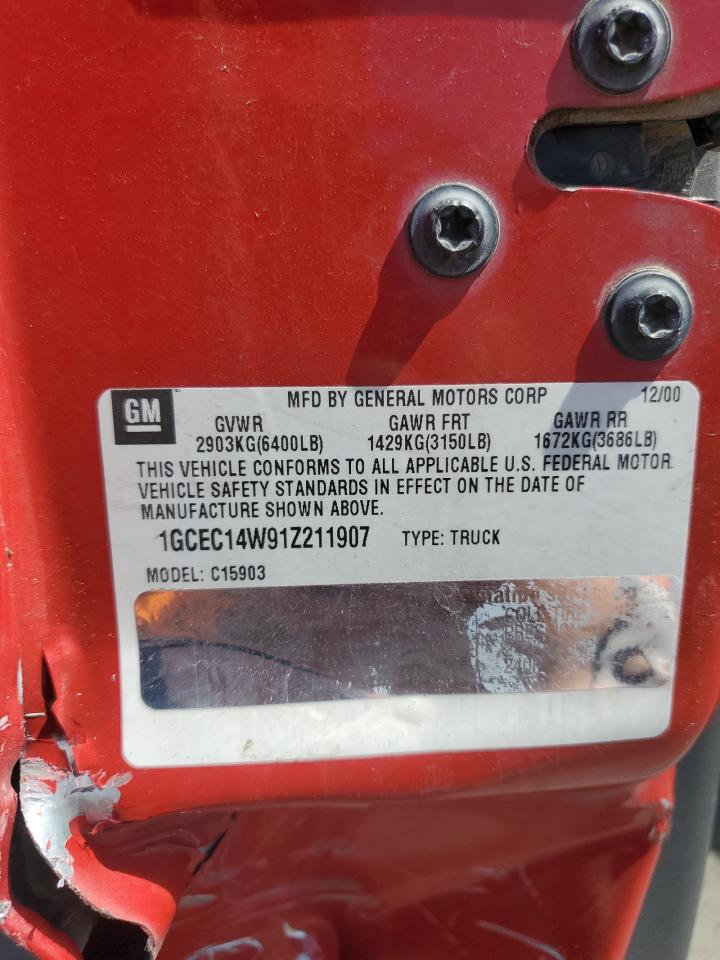 GM
MFD BY GENERAL MOTORS CORP 12/00
GVWR GAWR FRT GAWR RR
2903KG(6400LB) 1429KG(3150LB) 1672KG(3686LB)
THIS VEHICLE CONFORMS TO ALL APPLICABLE U.S. FEDERAL MOTOR
VEHICLE SAFETY STANDARDS IN EFFECT ON THE DATE OF
MANUFACTURE SHOWN ABOVE.
1GCEC14W91Z211907 TYPE: TRUCK
MODEL: C15903